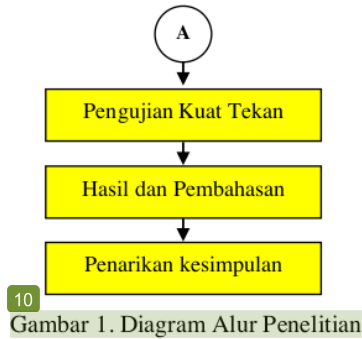 A
Pengujian Kuat Tekan
Hasil dan Pembahasan
Penarikan kesimpulan
10
Gambar 1. Diagram Alur Penelitian